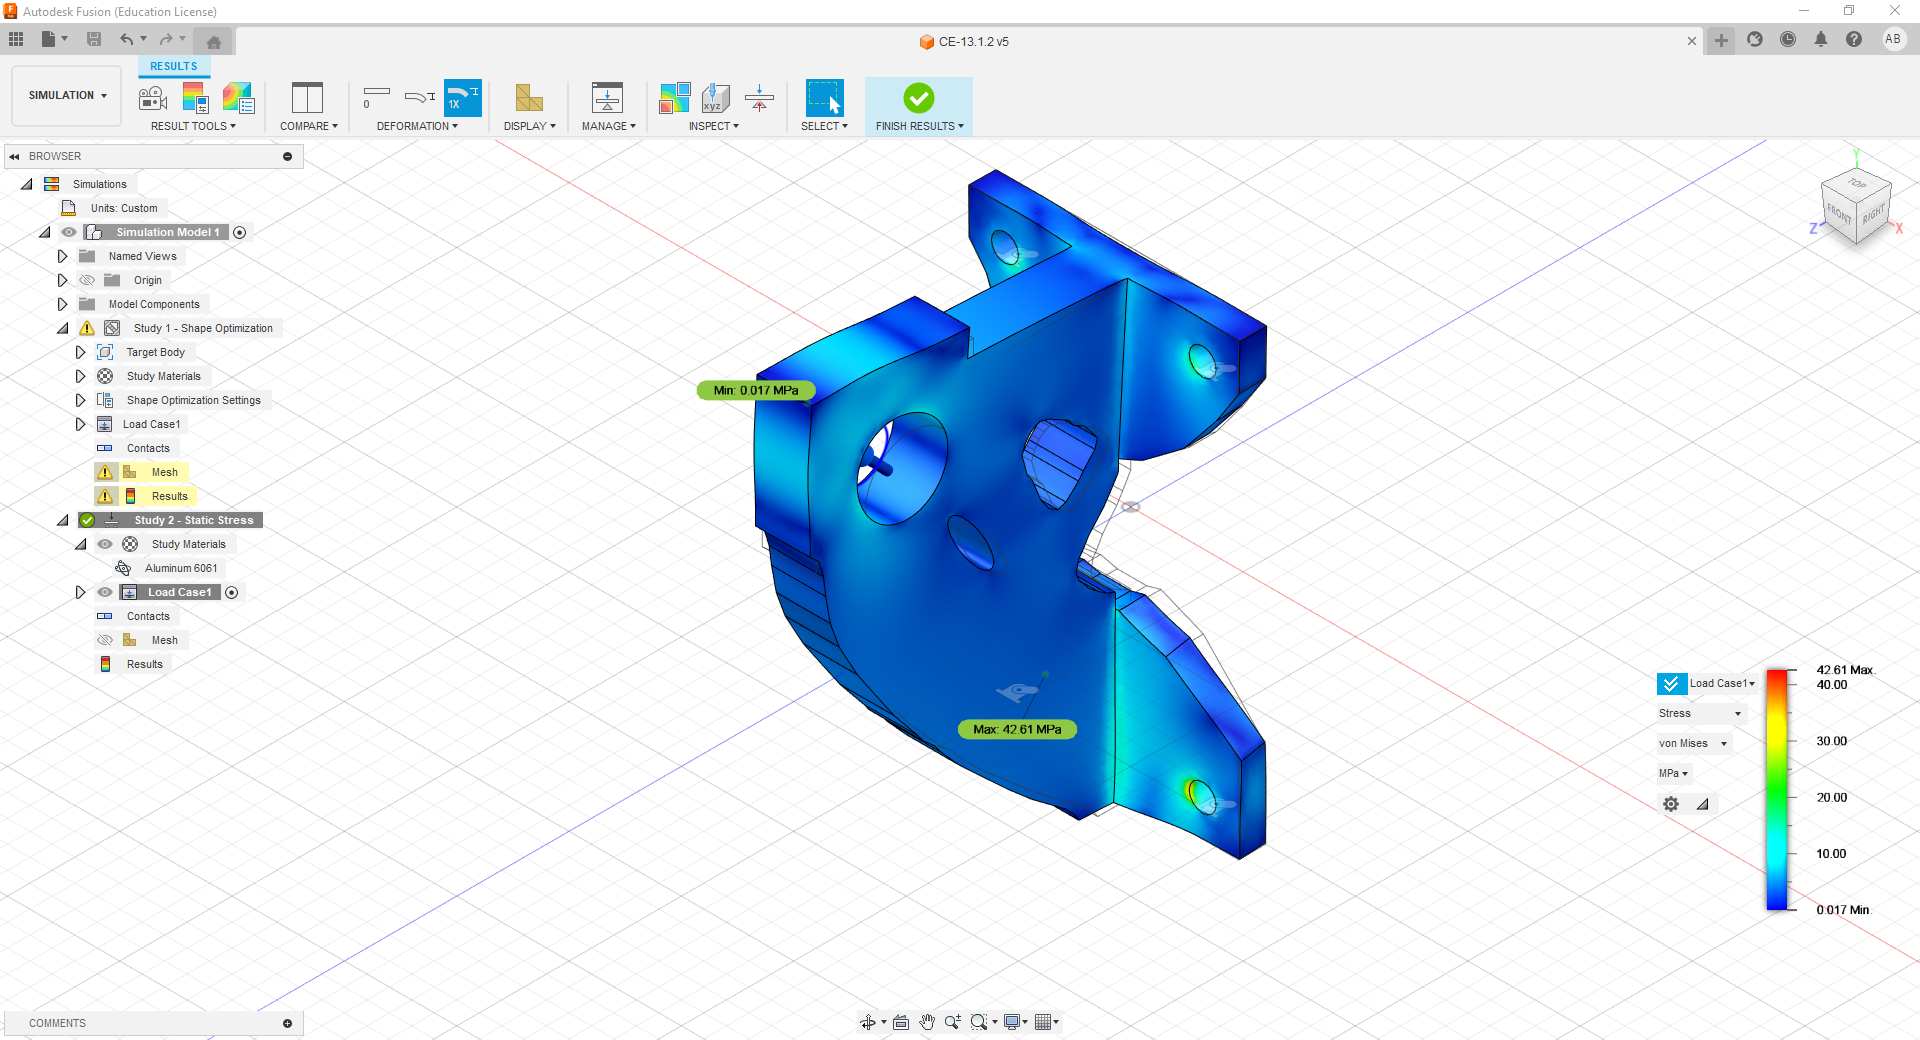 Autodesk Fusion (Education License)
CE-13.1.2 v5
AB
SIMULATION
RESULTS
0
1X
xyz
RESULT TOOLS
COMPARE
DEFORMATION
DISPLAY
MANAGE
INSPECT
SELECT
FINISH RESULTS
BROWSER
Simulations
Units: Custom
Simulation Model 1
Named Views
Origin
Model Components
Study 1 - Shape Optimization
Target Body
Study Materials
Shape Optimization Settings
Load Case1
Contacts
Mesh
Results
Study 2 - Static Stress
Study Materials
Aluminum 6061
Load Case1
Contacts
Mesh
Results
Y
TOP
FRONT
RIGHT
Z
X
Min: 0.017 MPa
Max: 42.61 MPa
Load Case1
Stress
von Mises
MPa
42.61 Max.
40.00
30.00
20.00
10.00
0.017 Min.
COMMENTS